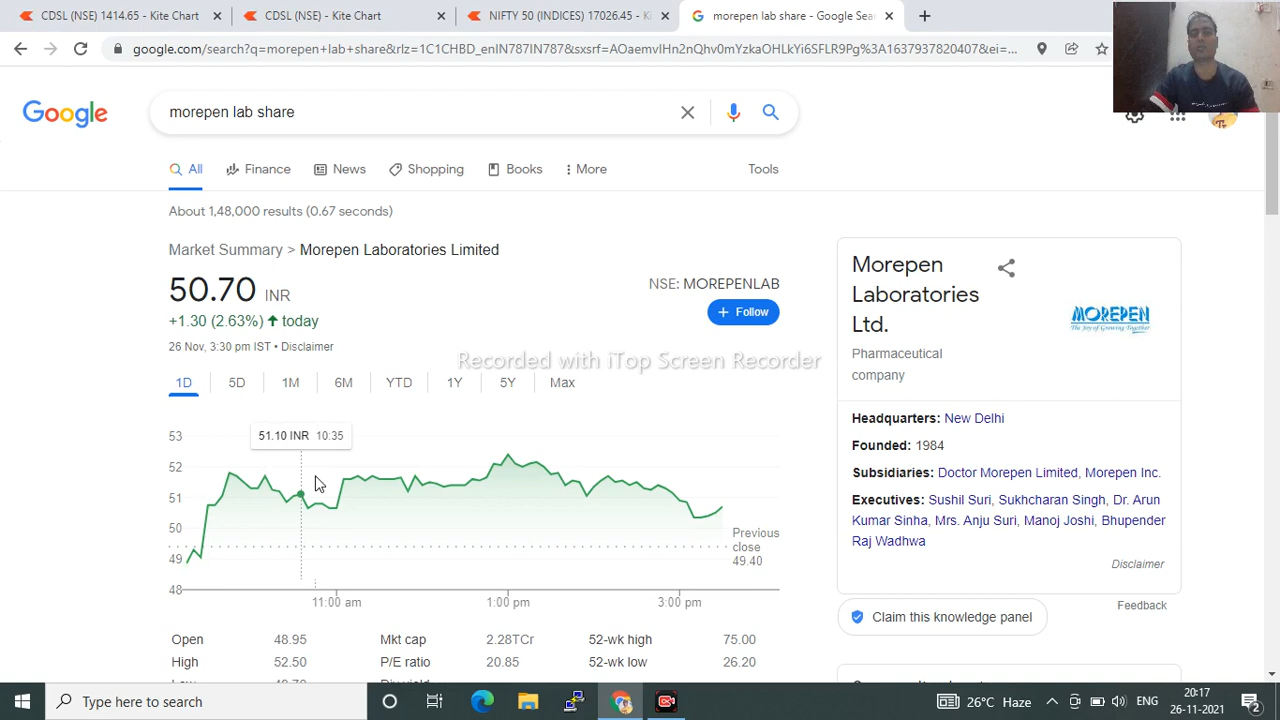 CDSL (NSE) 1414.65 - Kite Chart
CDSL (NSE) - Kite Chart
NIFTY 50 (INDICES) 17026.45 - Kite Chart
morepen lab share - Google Sear
google.com/search?q=morepen+lab+share&rlz=1C1CHBD_enIN787IN787&sxsrf=AOaemvIHn2nQhv0mYzkaOHLkYi6SFLR9Pg%3A1637937820407&ei=...
Google
morepen lab share
All
Finance
News
Shopping
Books
More
Tools
About 1,48,000 results (0.67 seconds)
Market Summary > Morepen Laboratories Limited
50.70 INR
+1.30 (2.63%) today
26 Nov, 3:30 pm IST • Disclaimer
NSE: MOREPENLAB
+ Follow
Recorded with iTop Screen Recorder
1D 5D 1M 6M YTD 1Y 5Y Max
51.10 INR 10:35
53
52
51
50
49
48
Previous
close
49.40
11:00 am 1:00 pm 3:00 pm
Open 48.95 Mkt cap 2.28TCr 52-wk high 75.00
High 52.50 P/E ratio 20.85 52-wk low 26.20
Morepen
Laboratories
Ltd.
MOREPEN
The Joy of Growing Together
Pharmaceutical
company
Headquarters: New Delhi
Founded: 1984
Subsidiaries: Doctor Morepen Limited, Morepen Inc.
Executives: Sushil Suri, Sukhcharan Singh, Dr. Arun
Kumar Sinha, Mrs. Anju Suri, Manoj Joshi, Bhupender
Raj Wadhwa
Disclaimer
Feedback
Claim this knowledge panel
Type here to search
26°C Haze
ENG
20:17
26-11-2021
2